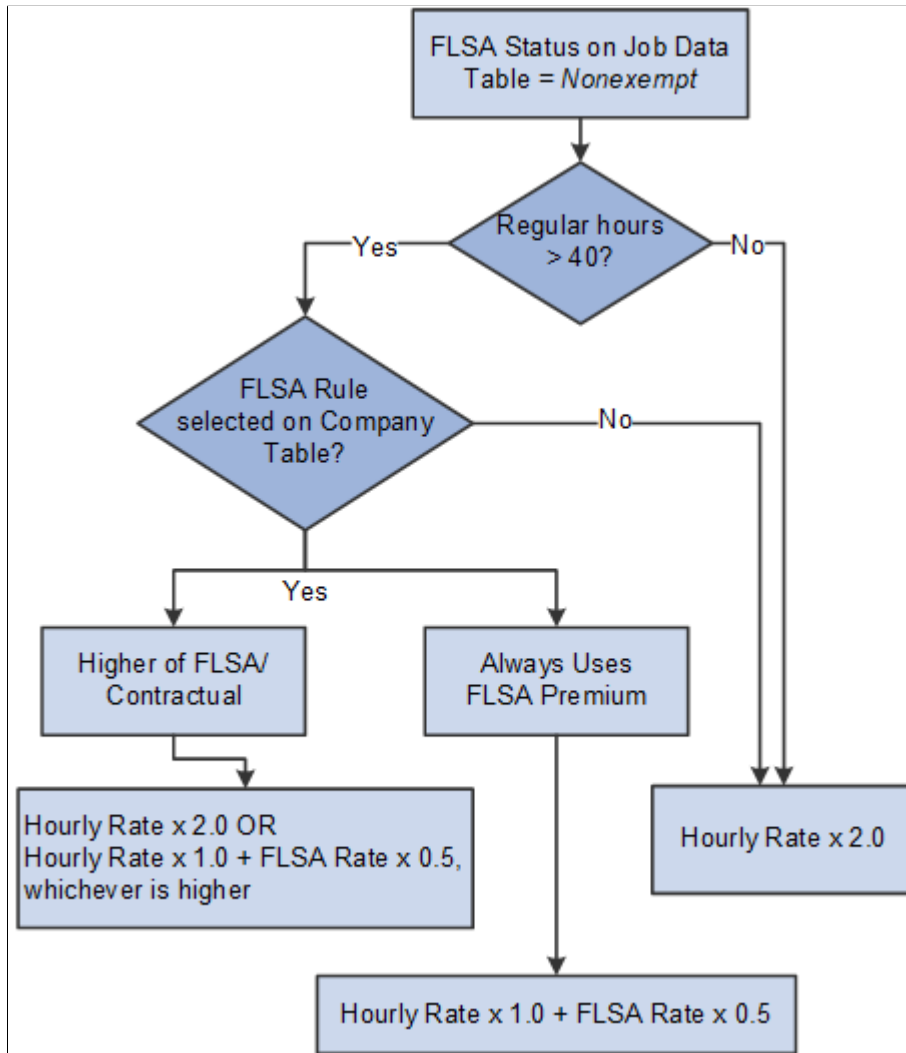 FLSA Status on Job Data
Table = Nonexempt
Regular hours
> 40?
Yes
No
FLSA Rule
selected on Company
Table?
No
Yes
Higher of FLSA/
Contractual
Always Uses
FLSA Premium
Hourly Rate x 2.0 OR
Hourly Rate x 1.0 + FLSA Rate x 0.5,
whichever is higher
Hourly Rate x 2.0
Hourly Rate x 1.0 + FLSA Rate x 0.5